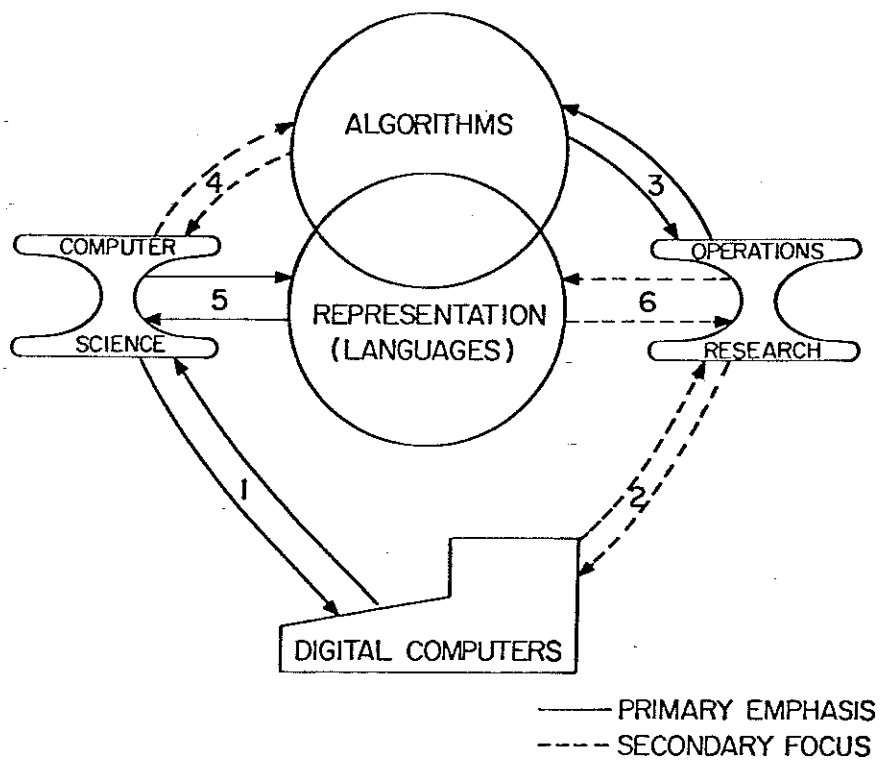 ALGORITHMS
4
3
COMPUTER
OPERATIONS
5
REPRESENTATION
(LANGUAGES)
6
SCIENCE
RESEARCH
1
2
DIGITAL COMPUTERS
PRIMARY EMPHASIS
SECONDARY FOCUS